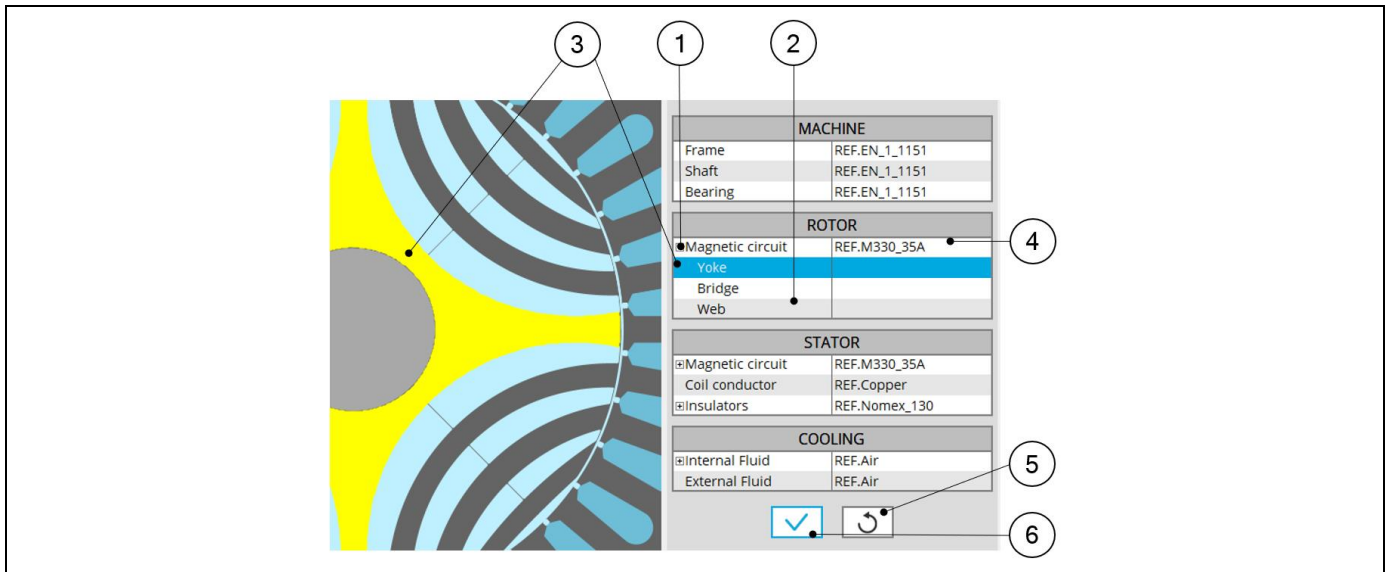 3 1 2
MACHINE
Frame REF.EN_1_1151
Shaft REF.EN_1_1151
Bearing REF.EN_1_1151
ROTOR
Magnetic circuit REF.M330_35A 4
Yoke
Bridge
Web
STATOR
Magnetic circuit REF.M330_35A
Coil conductor REF.Copper
Insulators REF.Nomex_130
COOLING
Internal Fluid REF.Air
External Fluid REF.Air
5
6